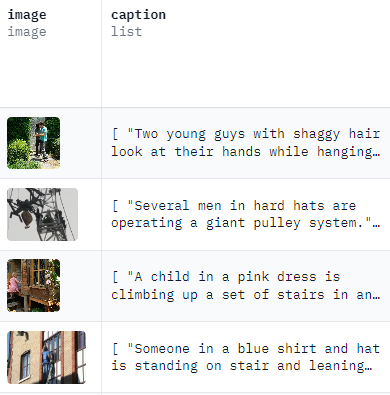 image
image
caption
list
[ "Two young guys with shaggy hair
look at their hands while hanging…
[ "Several men in hard hats are
operating a giant pulley system."…
[ "A child in a pink dress is
climbing up a set of stairs in an…
[ "Someone in a blue shirt and hat
is standing on stair and leaning…